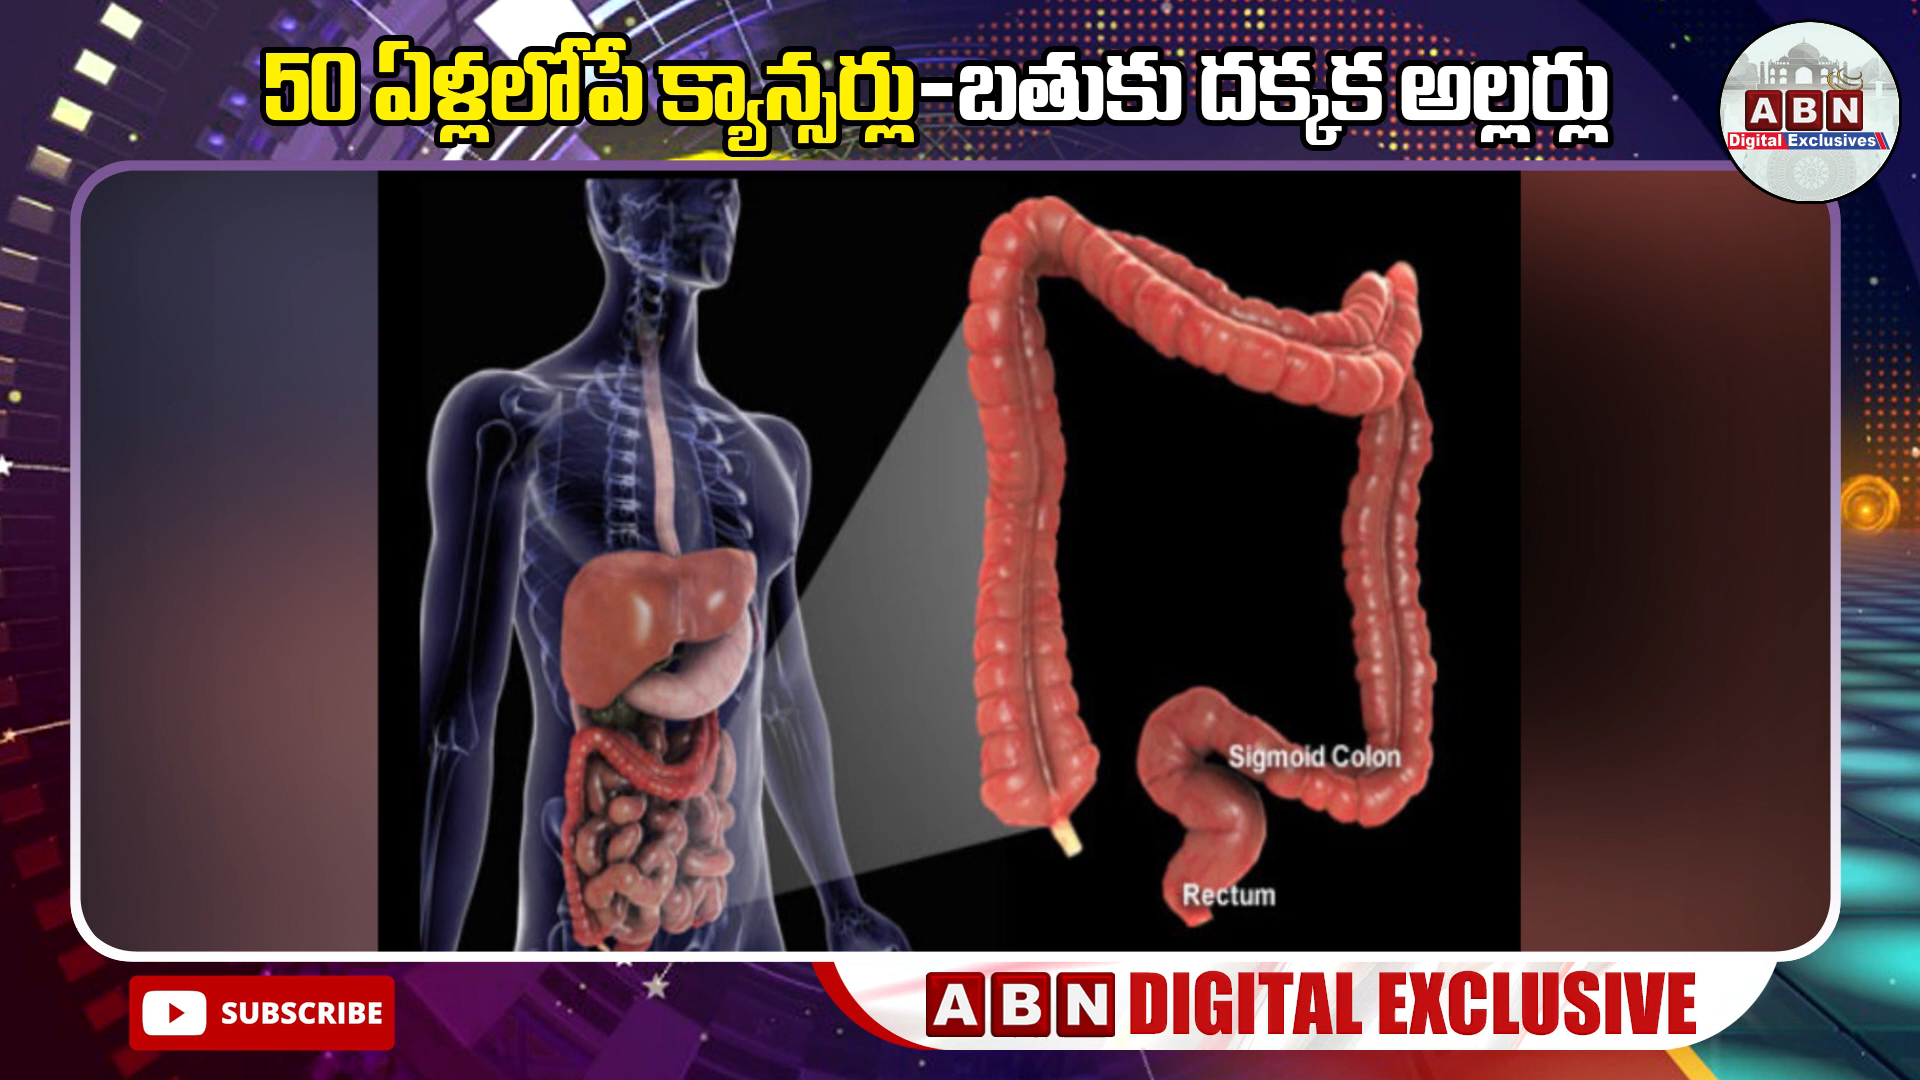 50 ఏళ్లలోపే క్యాన్సర్లు-బతుకు దక్కక అల్లర్లు
ABN
Digital Exclusives
Sigmoid Colon
Rectum
SUBSCRIBE
ABN DIGITAL EXCLUSIVE